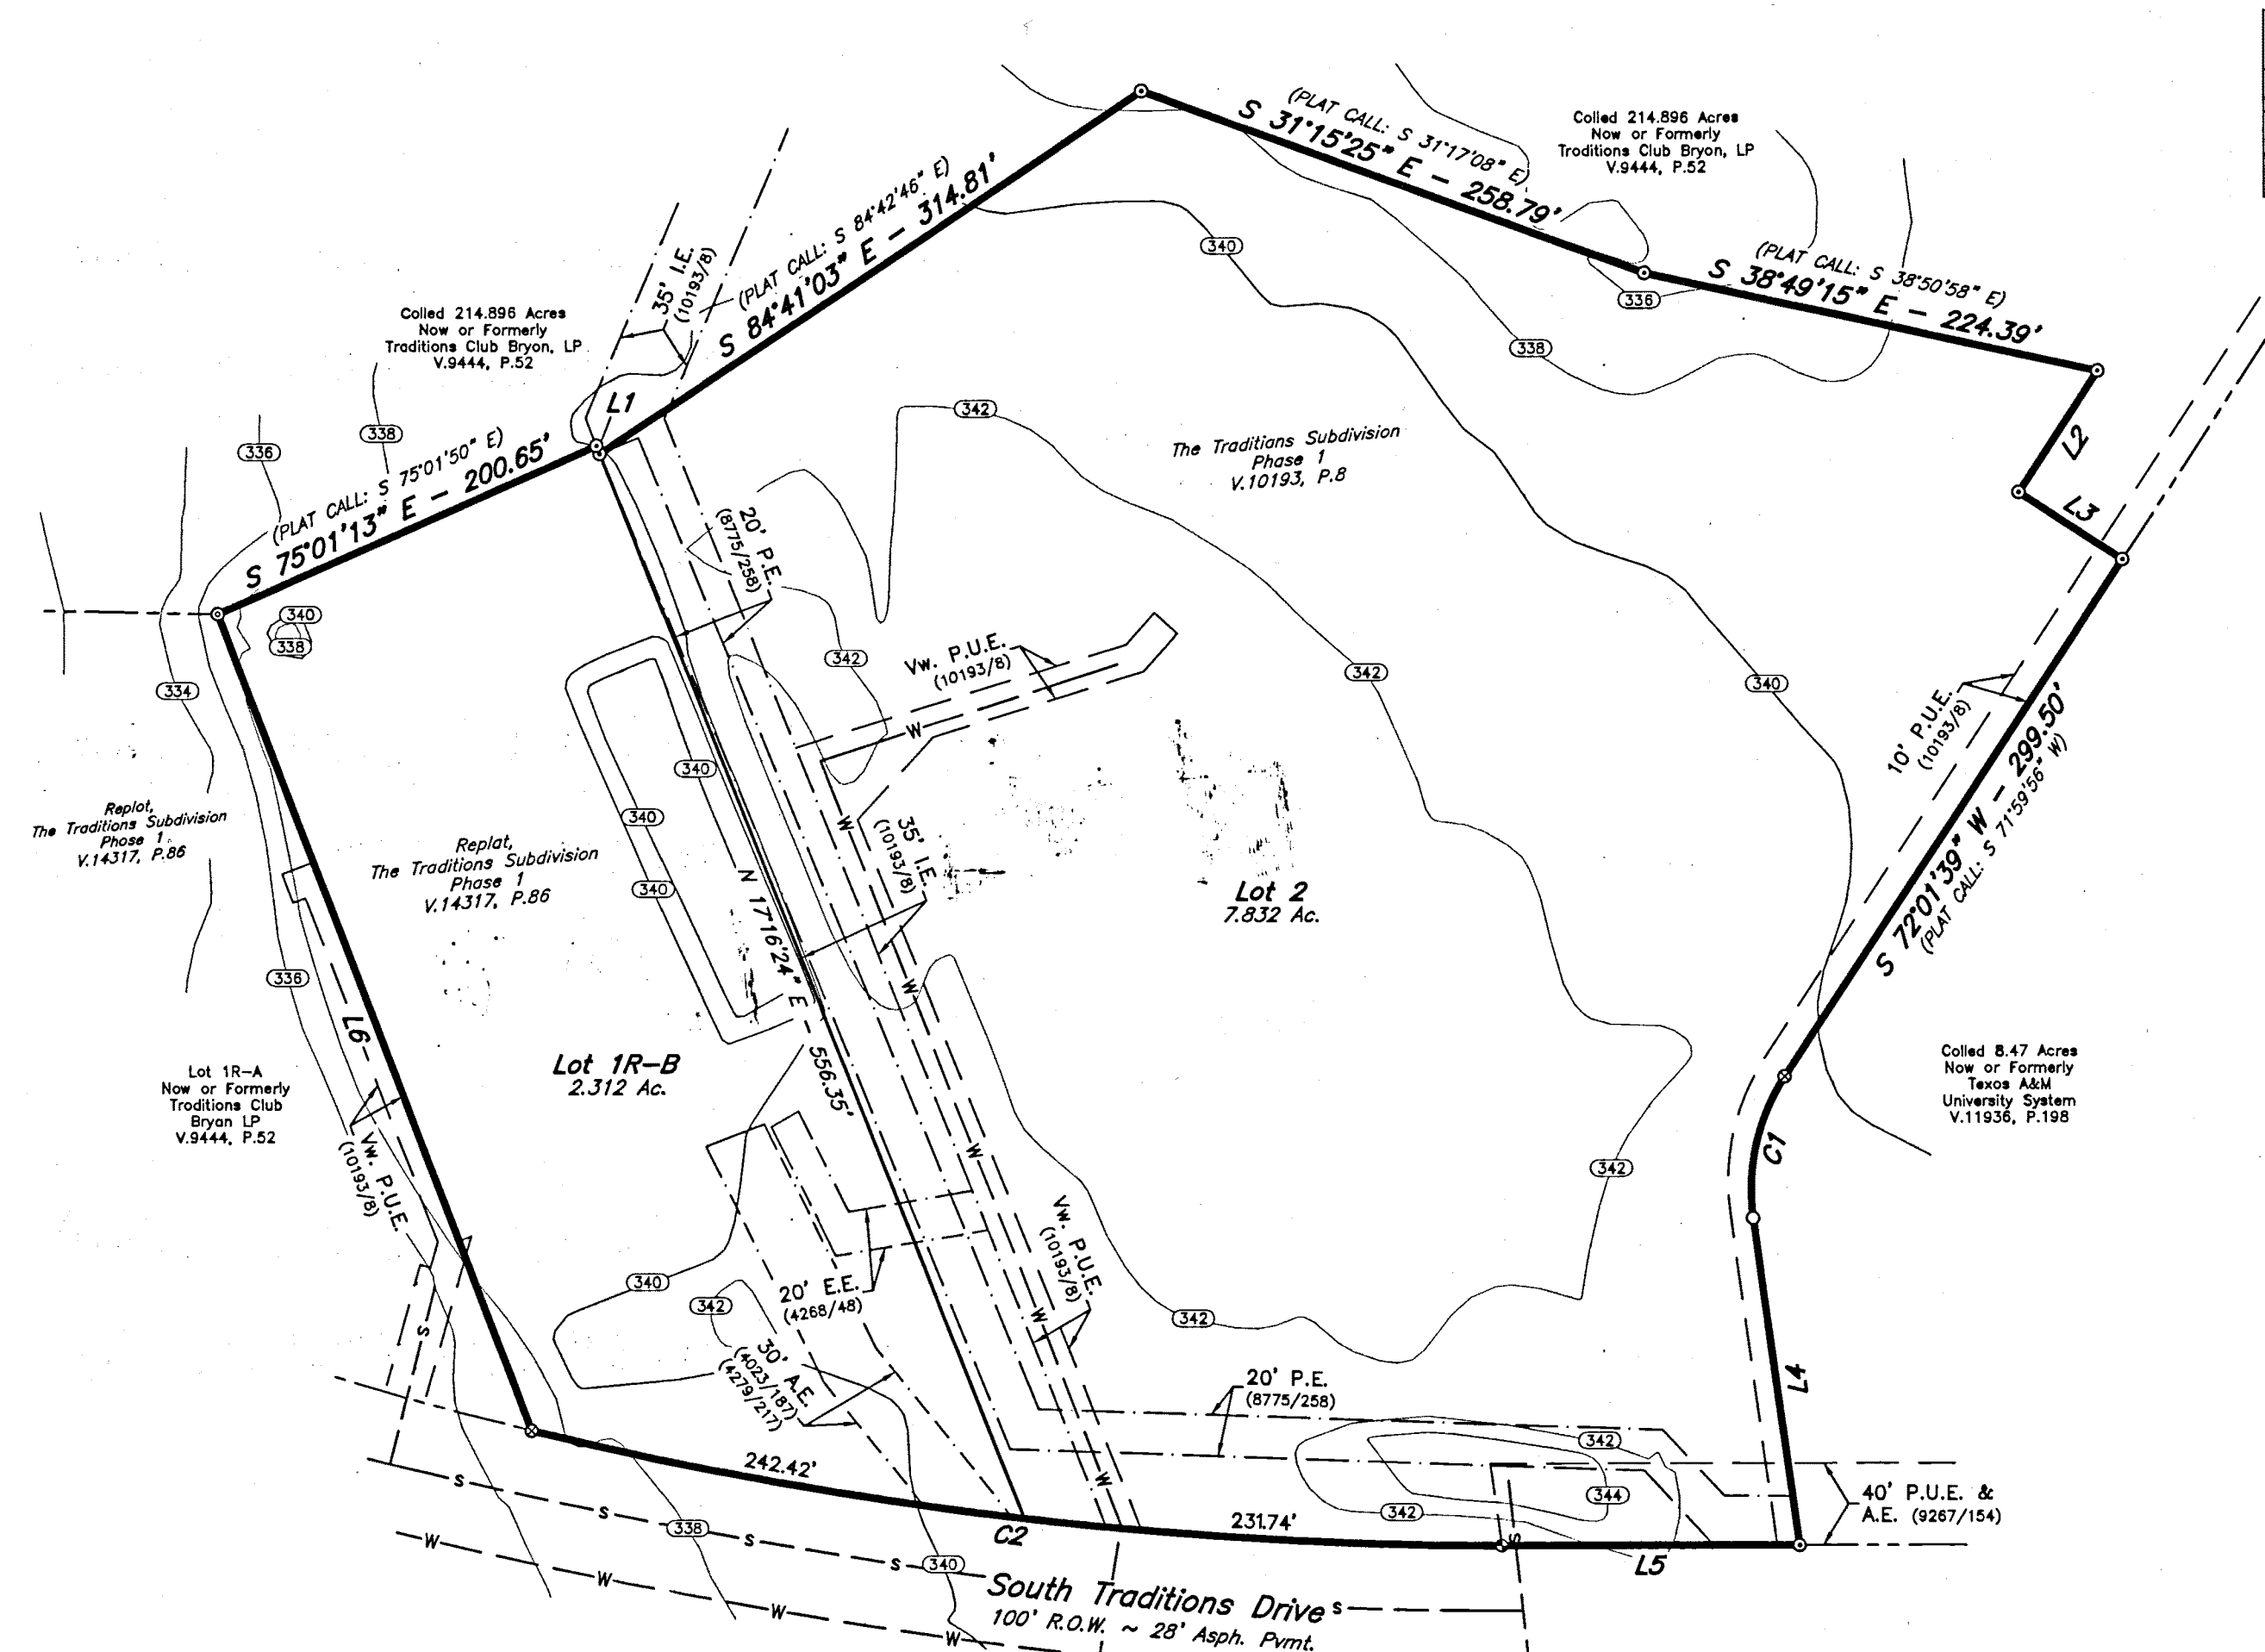 (PLAT CALL: S 31°17'08" E)
S 31°15'25" E – 258.79'
Called 214.896 Acres
Now or Formerly
Traditions Club Bryan, LP
V.9444, P.52
(PLAT CALL: S 38°50'58" E)
S 38°49'15" E – 224.39'
(PLAT CALL: S 84°42'46" E)
S 84°41'03" E – 314.81'
35' I.E.
(10193/8)
340
336
338
Called 214.896 Acres
Now or Formerly
Traditions Club Bryan, LP
V.9444, P.52
L1
338
336
(PLAT CALL: S 75°01'50" E)
S 75°01'13" E – 200.65'
342
The Traditions Subdivision
Phase 1
V.10193, P.8
L2
L3
20' P.E.
(8775/258)
340
338
334
342
Vw. P.U.E.
(10193/8)
342
340
10' P.U.E.
(10193/8)
S 72°01'39" W – 299.50'
(PLAT CALL: S 71°59'56" W)
W
340
340
340
W
35' I.E.
(10193/8)
Replat,
The Traditions Subdivision
Phase 1
V.14317, P.86
Replat,
The Traditions Subdivision
Phase 1
V.14317, P.86
N 17°16'24" E - 556.35'
Lot 2
7.832 Ac.
336
W
L6
Lot 1R-B
2.312 Ac.
Lot 1R-A
Now or Formerly
Traditions Club
Bryan LP
V.9444, P.52
Called 8.47 Acres
Now or Formerly
Texas A&M
University System
V.11936, P.198
C1
W
342
Vw. P.U.E.
(10193/8)
Vw. P.U.E.
(10193/8)
340
342
20' E.E.
(4268/48)
W
342
S
30' A.E.
(4023/187)
(4279/217)
L4
20' P.E.
(8775/258)
342
344
342
W
40' P.U.E. &
A.E. (9267/154)
242.42'
231.74'
S
S
338
S
S
340
C2
S
L5
W
W
W
W
South Traditions Drive
S
100' R.O.W. ~ 28' Asph. Pvmt.